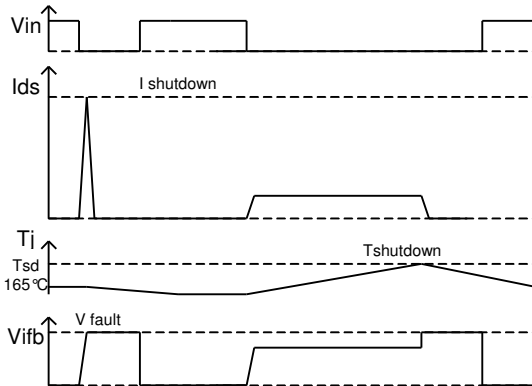 Vin
Ids
I shutdown
Tj
Tsd
165°C
Tshutdown
Vifb
V fault